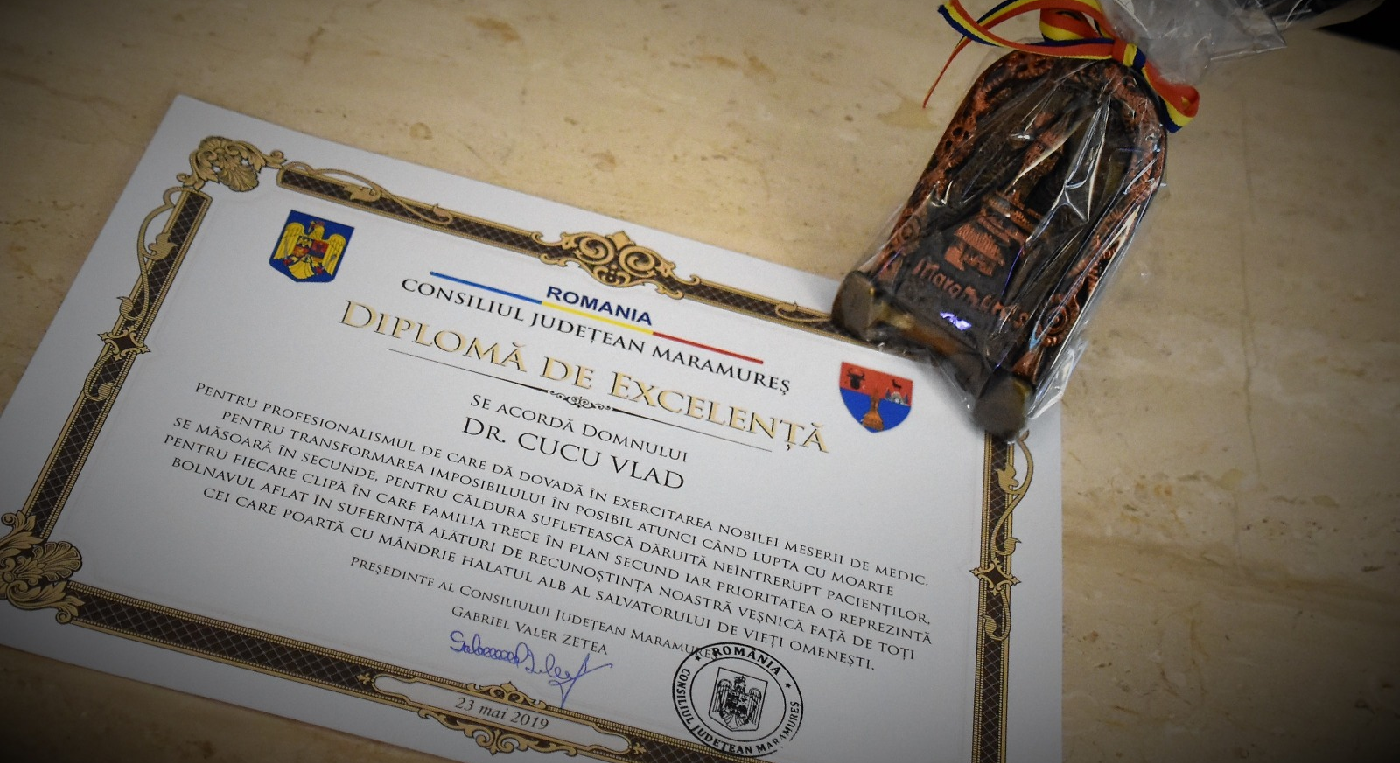 ROMANIA
CONSILIUL JUDEȚEAN MARAMUREȘ
DIPLOMĂ DE EXCELENȚĂ
SE ACORDĂ DOMNULUI
DR. CUCU VLAD
PENTRU PROFESIONALISMUL DE CARE DĂ DOVADĂ ÎN EXERCITAREA NOBILEI MESERII DE MEDIC,
PENTRU TRANSFORMAREA IMPOSIBILULUI ÎN POSIBIL ATUNCI CÂND LUPTA CU MOARTE
SE MĂSOARĂ ÎN SECUNDE, PENTRU CĂLDURA SUFLETEASCĂ DĂRUITĂ NEÎNTRERUPT PACIENȚILOR,
PENTRU FIECARE CLIPĂ ÎN CARE FAMILIA TRECE ÎN PLAN SECUND IAR PRIORITATEA O REPREZINTĂ
BOLNAVUL AFLAT IN SUFERINȚĂ ALĂTURI DE RECUNOȘTINȚA NOASTRĂ VEȘNICĂ FAȚĂ DE TOȚI
CEI CARE POARTĂ CU MÂNDRIE HALATUL ALB AL SALVATORULUI DE VIEȚI OMENEȘTI.
PREȘEDINTE AL CONSILIULUI JUDEȚEAN MARAMUREȘ
GABRIEL VALER ZETEA
23 mai 2019
ROMÂNIA
CONSILIUL JUDEȚEAN MARAMUREȘ
Maramureș